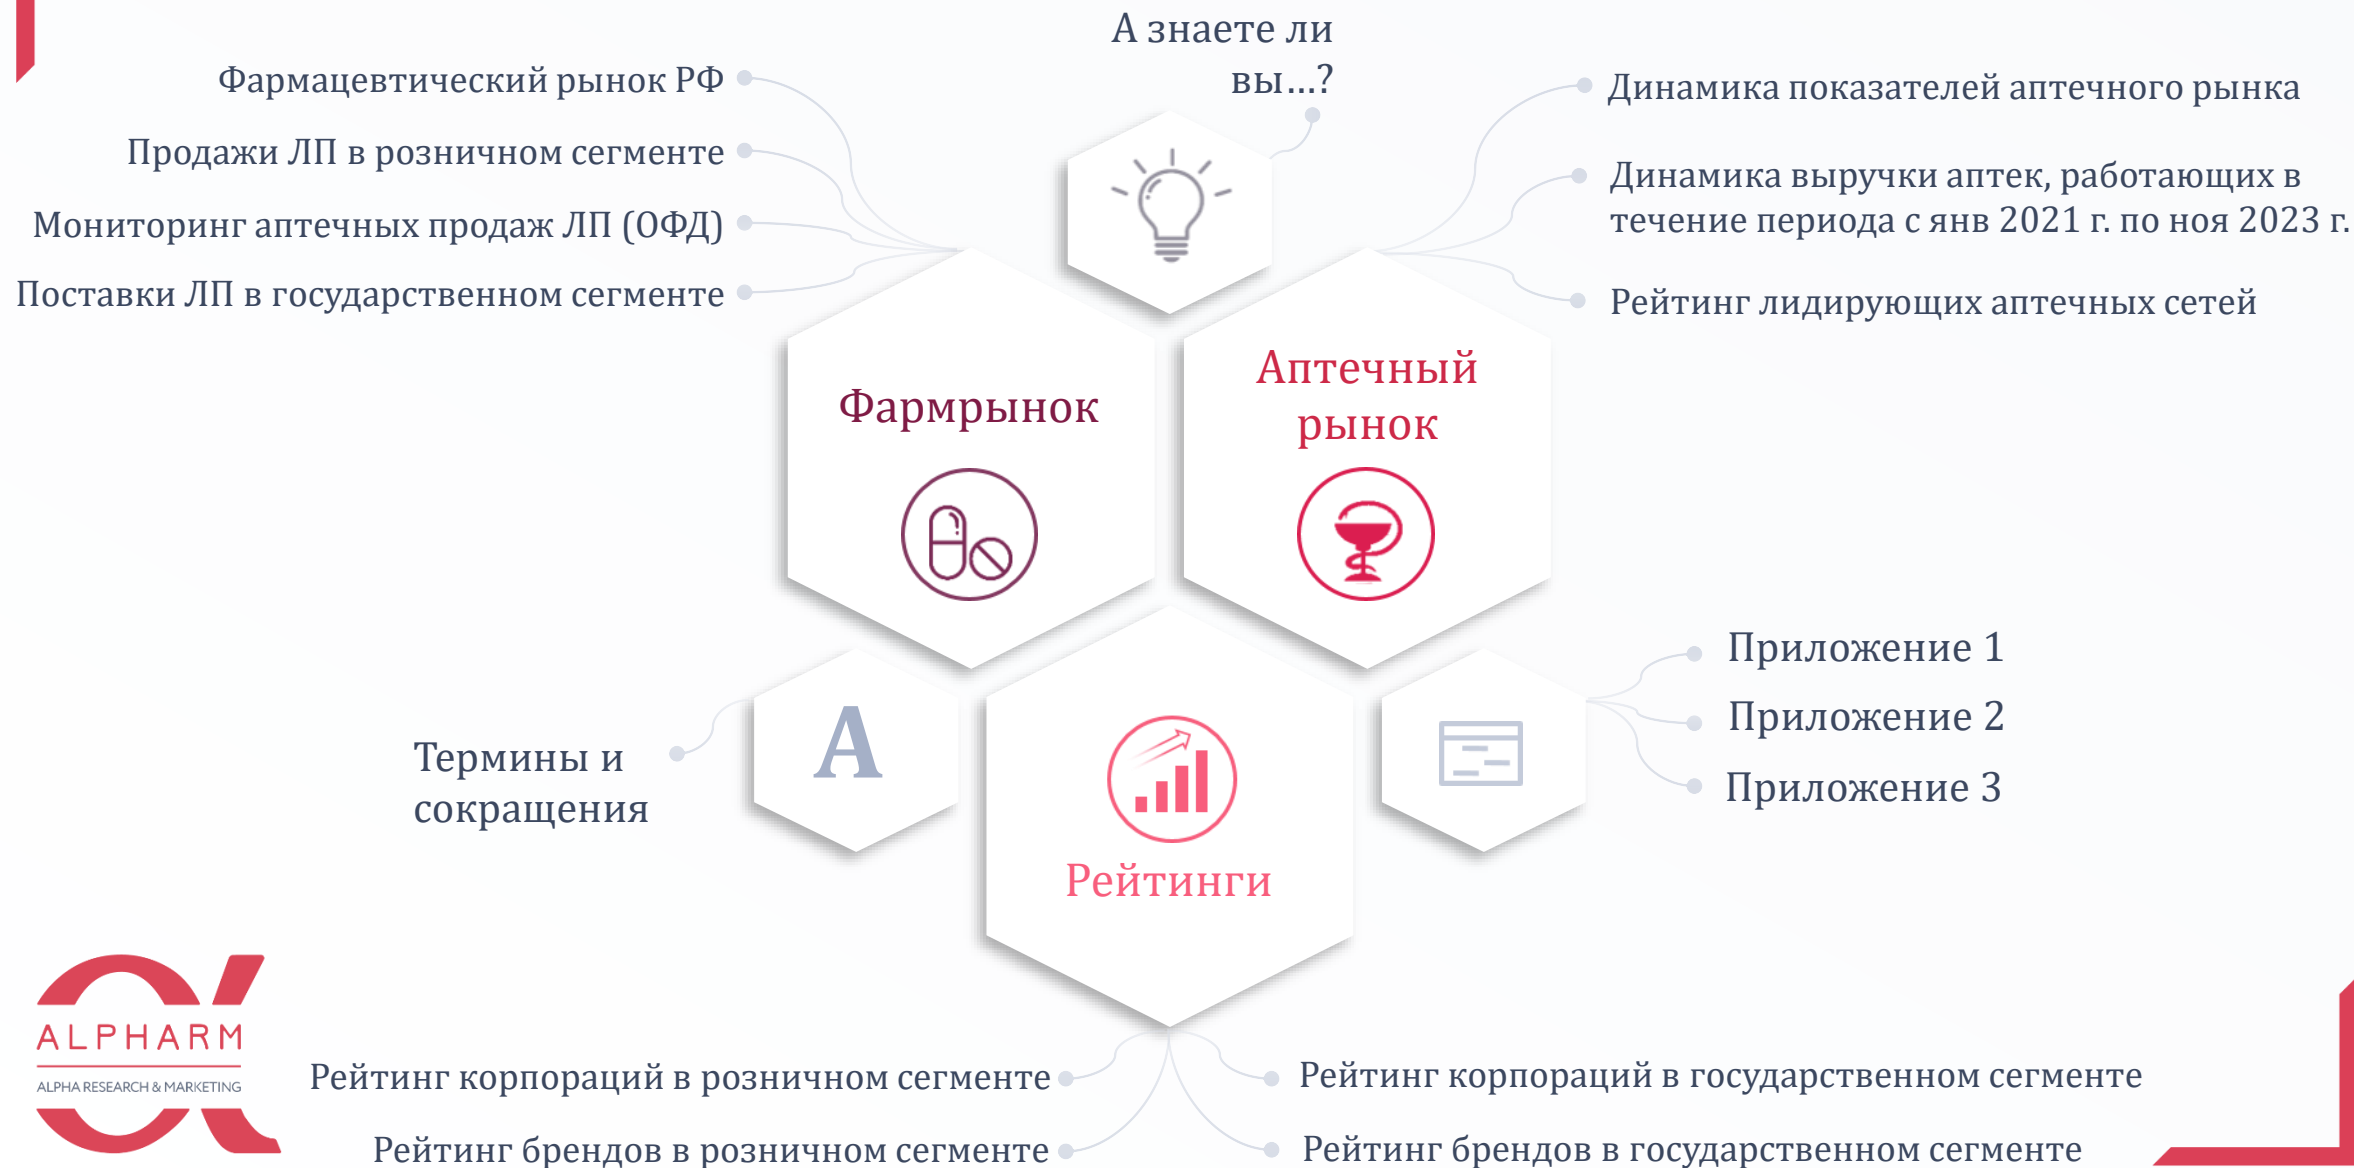 А знаете ли
вы...?
Фармацевтический рынок РФ
Продажи ЛП в розничном сегменте
Мониторинг аптечных продаж ЛП (ОФД)
Поставки ЛП в государственном сегменте
Динамика показателей аптечного рынка
Динамика выручки аптек, работающих в
течение периода с янв 2021 г. по ноя 2023 г.
Рейтинг лидирующих аптечных сетей
Фармрынок
Аптечный
рынок
Термины и
сокращения
A
Рейтинги
Приложение 1
Приложение 2
Приложение 3
ALPHARM
ALPHA RESEARCH & MARKETING
Рейтинг корпораций в розничном сегменте
Рейтинг брендов в розничном сегменте
Рейтинг корпораций в государственном сегменте
Рейтинг брендов в государственном сегменте